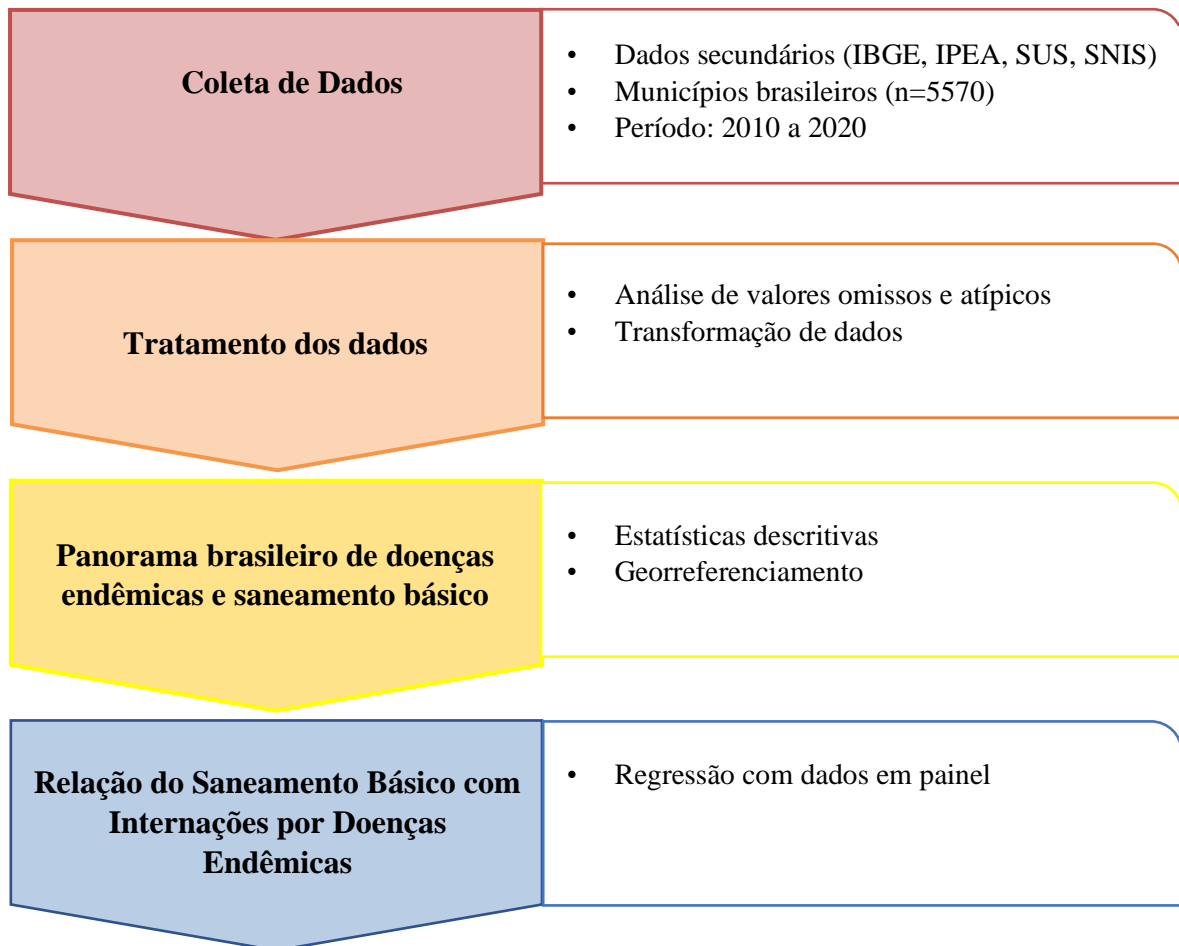 Coleta de Dados
• Dados secundários (IBGE, IPEA, SUS, SNIS)
• Municípios brasileiros (n=5570)
• Período: 2010 a 2020
Tratamento dos dados
• Análise de valores omissos e atípicos
• Transformação de dados
Panorama brasileiro de doenças
endêmicas e saneamento básico
• Estatísticas descritivas
• Georreferenciamento
Relação do Saneamento Básico com
Internações por Doenças
Endêmicas
• Regressão com dados em painel